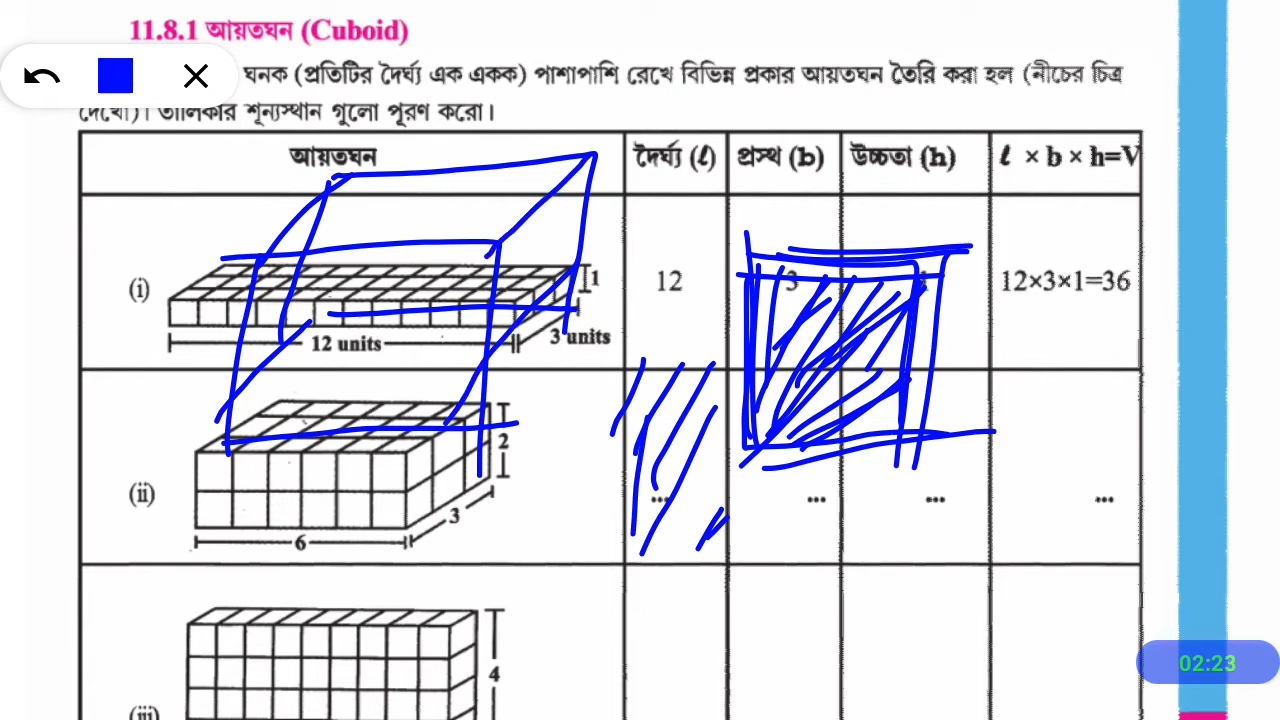 11.8.1 আয়তঘন (Cuboid)
ঘনক (প্রতিটির দৈর্ঘ্য এক একক) পাশাপাশি রেখে বিভিন্ন প্রকার আয়তঘন তৈরি করা হল (নীচের চিত্র
দেখো)। তালিকার শূন্যস্থান গুলো পূরণ করো।
আয়তঘন দৈর্ঘ্য (ℓ) প্রস্থ (b) উচ্চতা (h) ℓ × b × h=V
(i) 1 12 3 12×3×1=36
12 units 3 units
(ii) 2
... ... ... ...
3
6
4
(iii)
02:23